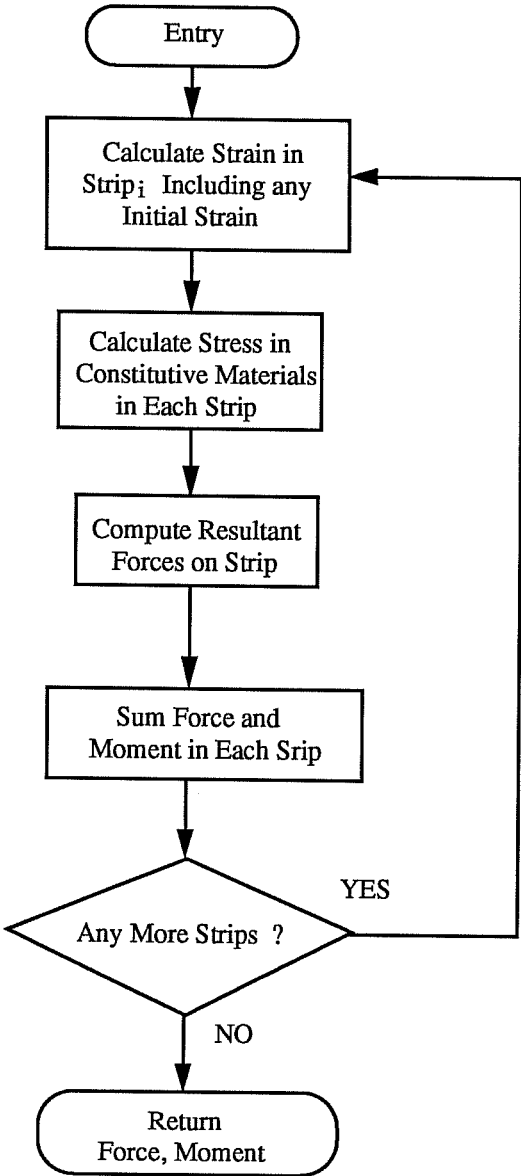 Entry
Calculate Strain in
Stripi Including any
Initial Strain
Calculate Stress in
Constitutive Materials
in Each Strip
Compute Resultant
Forces on Strip
Sum Force and
Moment in Each Srip
YES
Any More Strips ?
NO
Return
Force, Moment